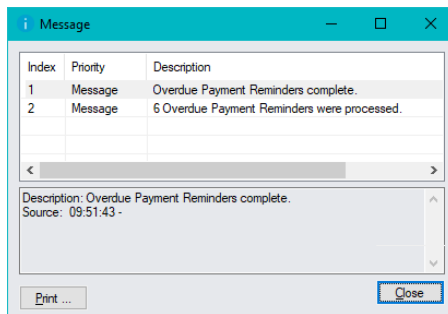 Message
Index Priority Description
1 Message Overdue Payment Reminders complete.
2 Message 6 Overdue Payment Reminders were processed.
Description: Overdue Payment Reminders complete.
Source: 09:51:43 -
Print ...
Close